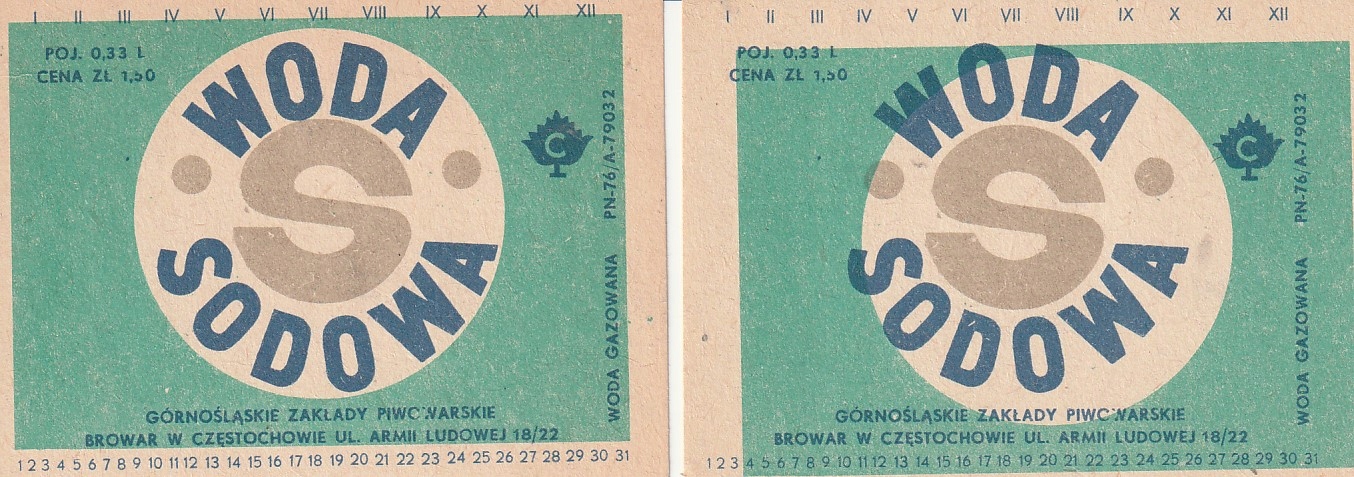 I II III IV V VI VII VIII IX X XI XII
POJ. 0,33 L
CENA ZŁ 1,50
WODA
S
SODOWA
C
WODA GAZOWANA PN-76/A-79032
GÓRNOŚLĄSKIE ZAKŁADY PIWOWARSKIE
BROWAR W CZĘSTOCHOWIE UL. ARMII LUDOWEJ 18/22
1 2 3 4 5 6 7 8 9 10 11 12 13 14 15 16 17 18 19 20 21 22 23 24 25 26 27 28 29 30 31
I II III IV V VI VII VIII IX X XI XII
POJ. 0,33 L
CENA ZŁ 1,50
WODA
S
SODOWA
C
WODA GAZOWANA PN-76/A-79032
GÓRNOŚLĄSKIE ZAKŁADY PIWOWARSKIE
BROWAR W CZĘSTOCHOWIE UL. ARMII LUDOWEJ 18/22
1 2 3 4 5 6 7 8 9 10 11 12 13 14 15 16 17 18 19 20 21 22 23 24 25 26 27 28 29 30 31